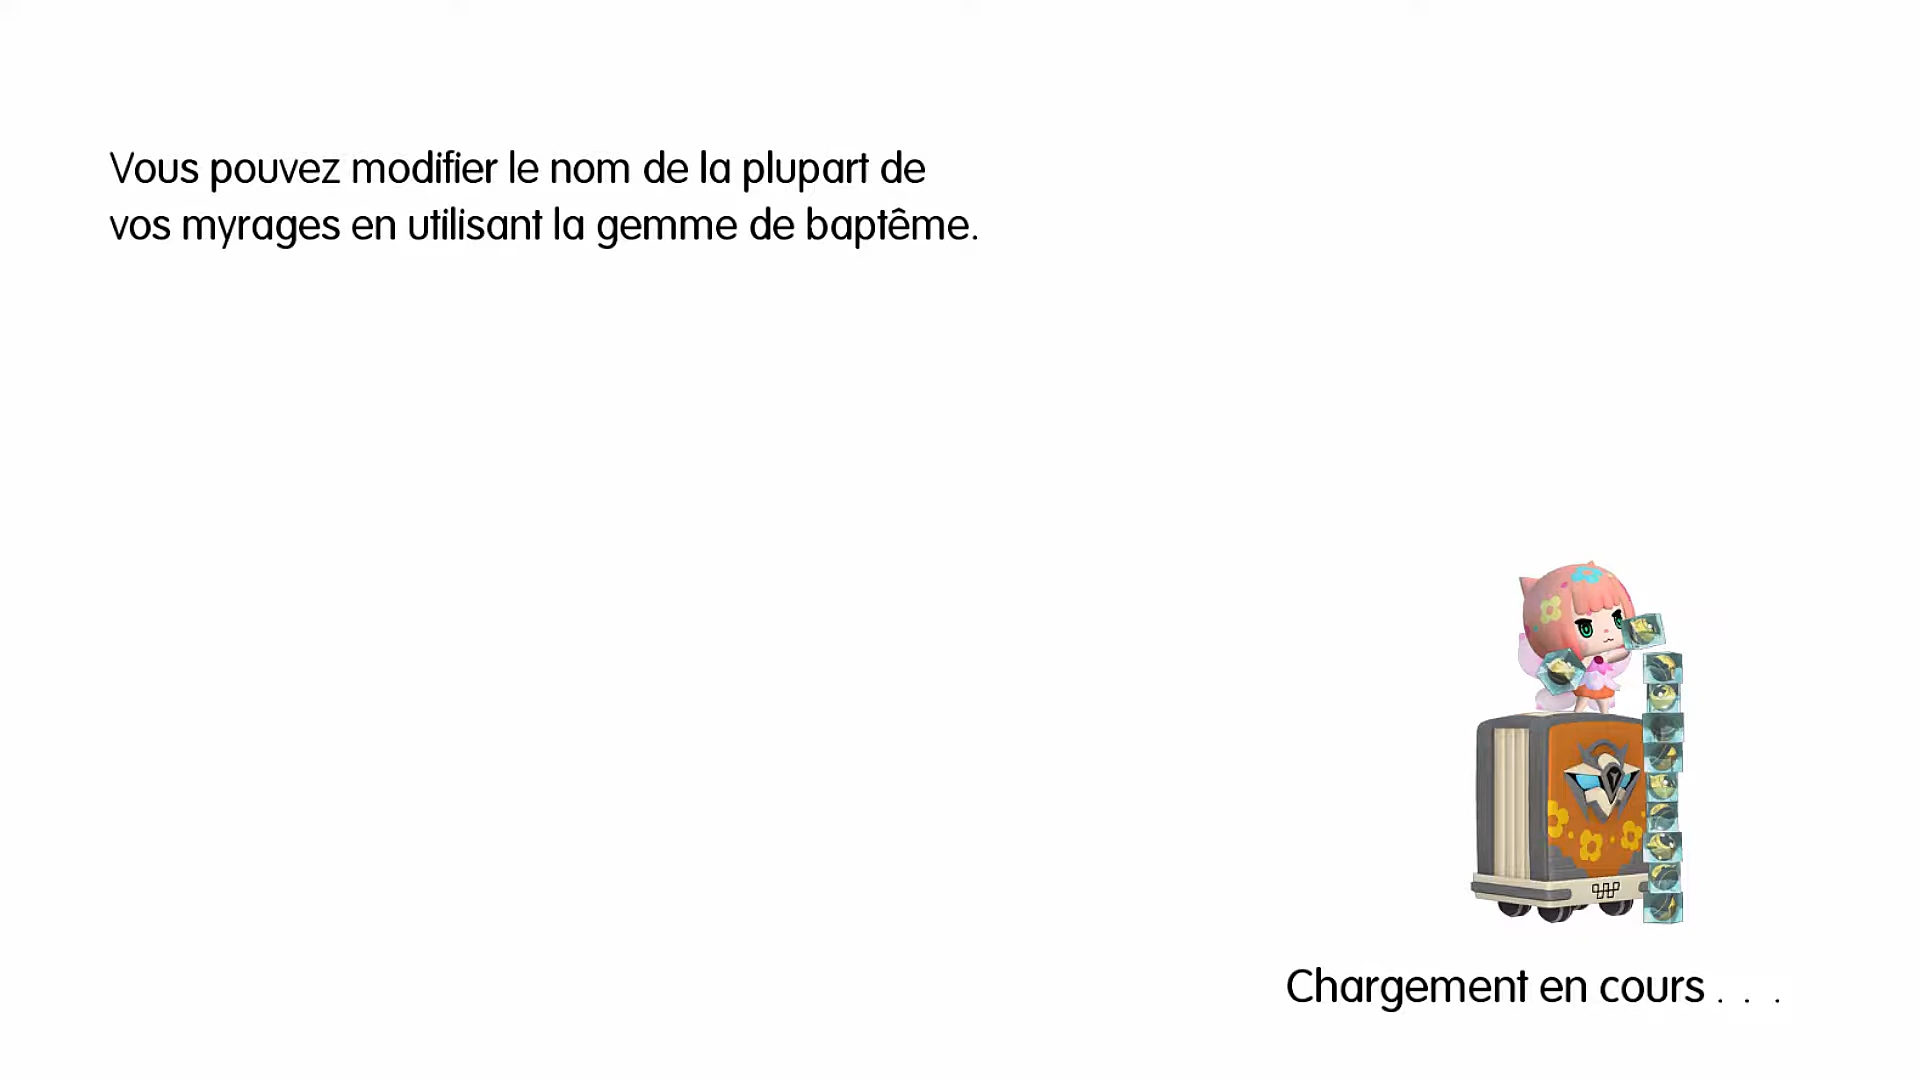 Vous pouvez modifier le nom de la plupart de
vos myrages en utilisant la gemme de baptême.
Chargement en cours . . .